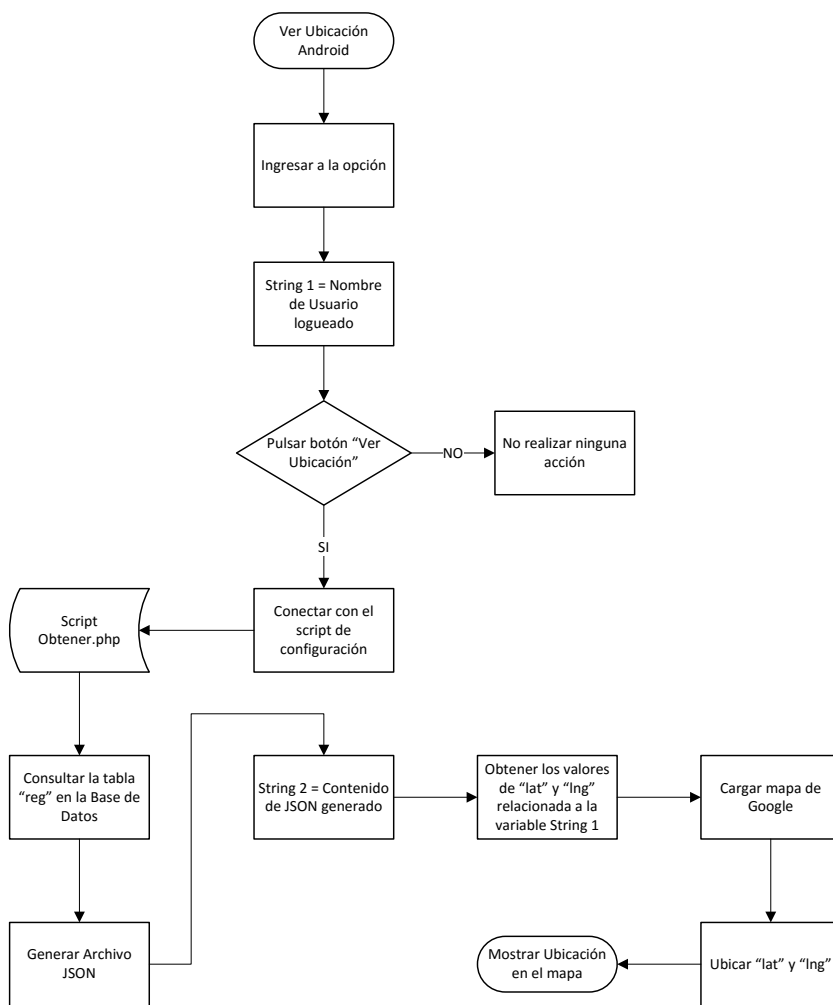 Ver Ubicación
Android
Ingresar a la opción
String 1 = Nombre
de Usuario
logueado
Pulsar botón “Ver
Ubicación”
NO
No realizar ninguna
acción
SI
Conectar con el
script de
configuración
Script
Obtener.php
Consultar la tabla
“reg” en la Base de
Datos
Generar Archivo
JSON
String 2 = Contenido
de JSON generado
Obtener los valores
de “lat” y “lng”
relacionada a la
variable String 1
Cargar mapa de
Google
Ubicar “lat” y “lng”
Mostrar Ubicación
en el mapa